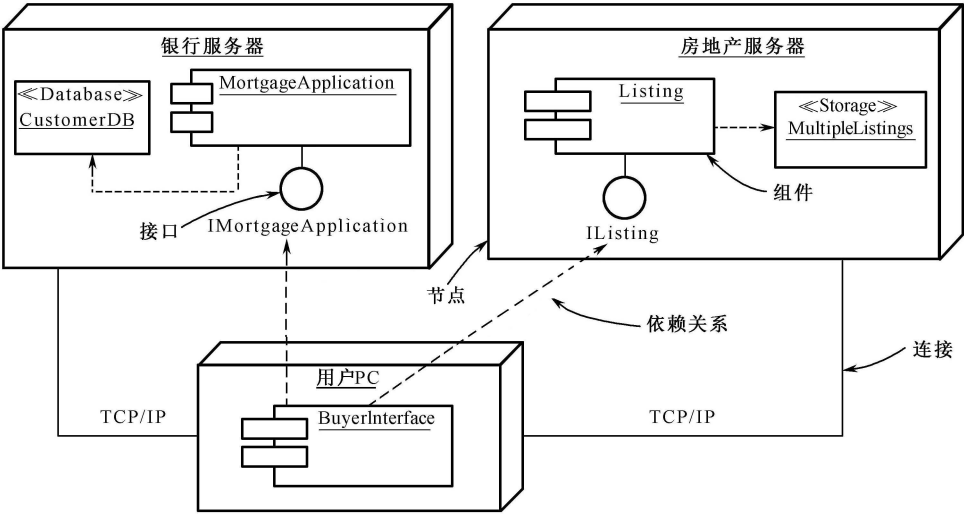 银行服务器
≪Database≫
CustomerDB
MortgageApplication
接口
IMortgageApplication
房地产服务器
Listing
≪Storage≫
MultipleListings
组件
IListing
节点
依赖关系
连接
用户PC
BuyerInterface
TCP/IP
TCP/IP